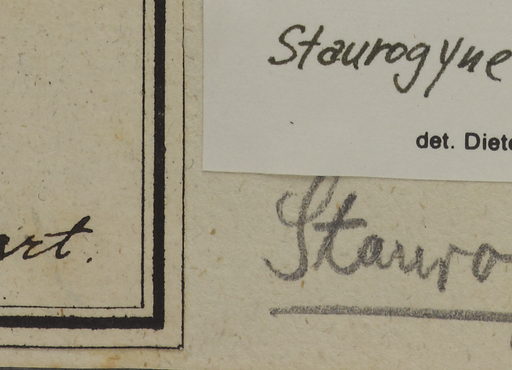 Staurogyne
det. Diete
art.
Stauro